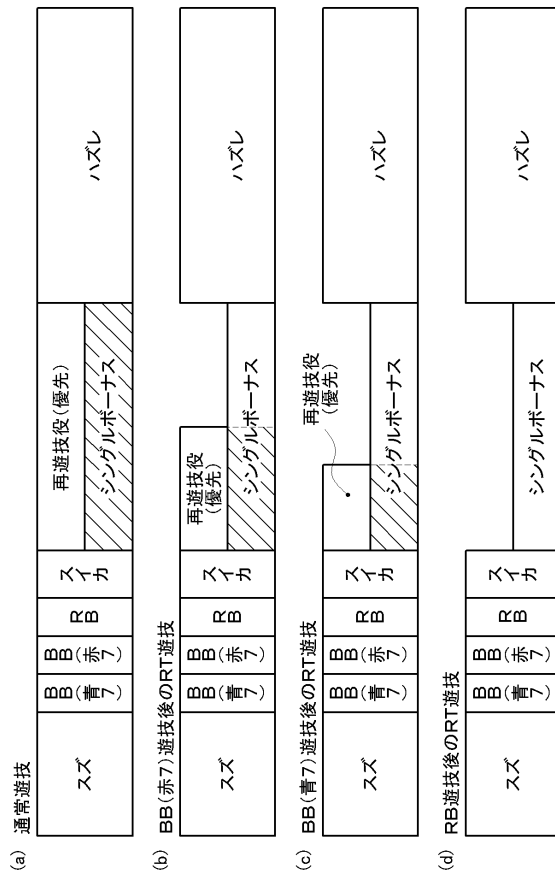 (a) 通常遊技
スズ
BB(青7)
BB(赤7)
RB
スイカ
再遊技役(優先)
シングルボーナス
ハズレ
(b) BB(赤7)遊技後のRT遊技
スズ
BB(青7)
BB(赤7)
RB
スイカ
再遊技役
(優先)
シングルボーナス
ハズレ
(c) BB(青7)遊技後のRT遊技
スズ
BB(青7)
BB(赤7)
RB
スイカ
再遊技役
(優先)
シングルボーナス
ハズレ
(d) RB遊技後のRT遊技
スズ
BB(青7)
BB(赤7)
RB
スイカ
シングルボーナス
ハズレ